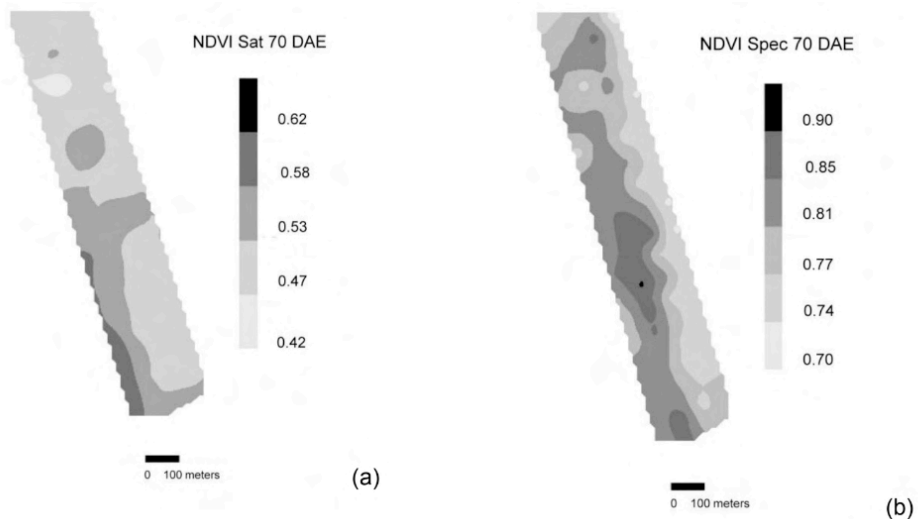 NDVI Sat 70 DAE
0.62
0.58
0.53
0.47
0.42
0 100 meters
(a)
NDVI Spec 70 DAE
0.90
0.85
0.81
0.77
0.74
0.70
0 100 meters
(b)